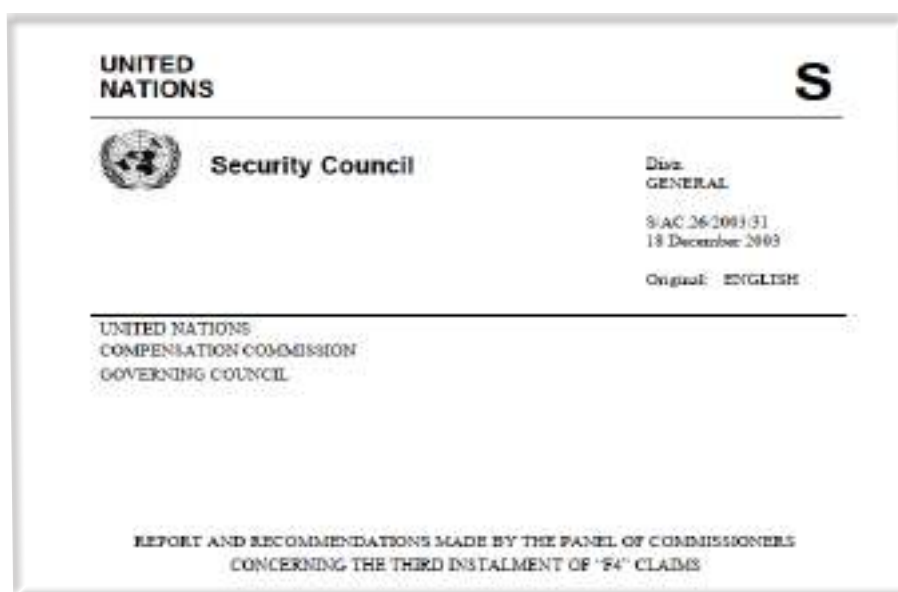 UNITED
NATIONS
S
Security Council
Distr.
GENERAL
S/AC.26/2003/31
18 December 2003
Original: ENGLISH
UNITED NATIONS
COMPENSATION COMMISSION
GOVERNING COUNCIL
REPORT AND RECOMMENDATIONS MADE BY THE PANEL OF COMMISSIONERS
CONCERNING THE THIRD INSTALMENT OF "F4" CLAIMS